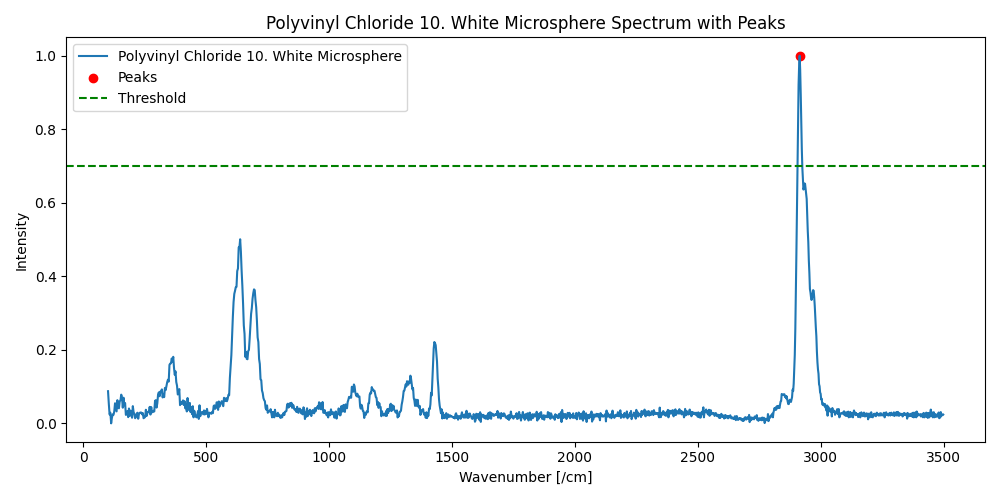 Polyvinyl Chloride 10. White Microsphere Spectrum with Peaks
Polyvinyl Chloride 10. White Microsphere
Peaks
Threshold
1.0
0.8
0.6
0.4
0.2
0.0
Intensity
0 500 1000 1500 2000 2500 3000 3500
Wavenumber [/cm]